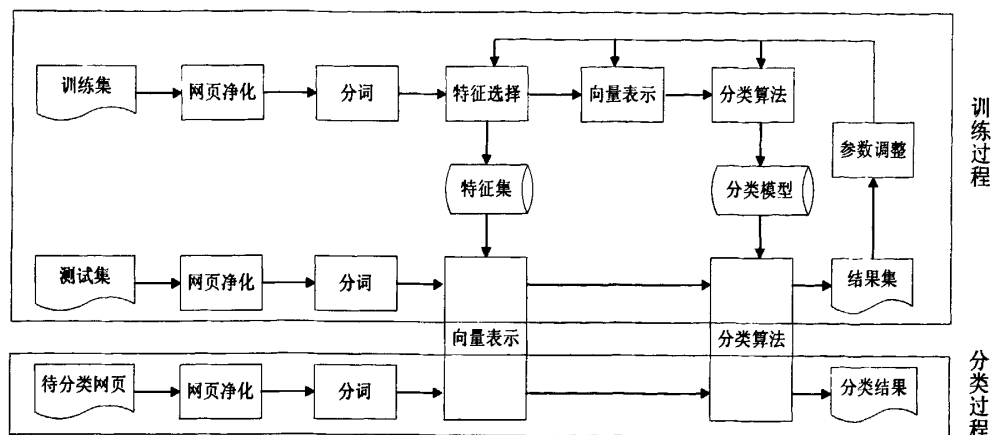 训练集
网页净化
分词
特征选择
向量表示
分类算法
参数调整
特征集
分类模型
测试集
网页净化
分词
结果集
向量表示
分类算法
待分类网页
网页净化
分词
分类结果
训练过程
分类过程